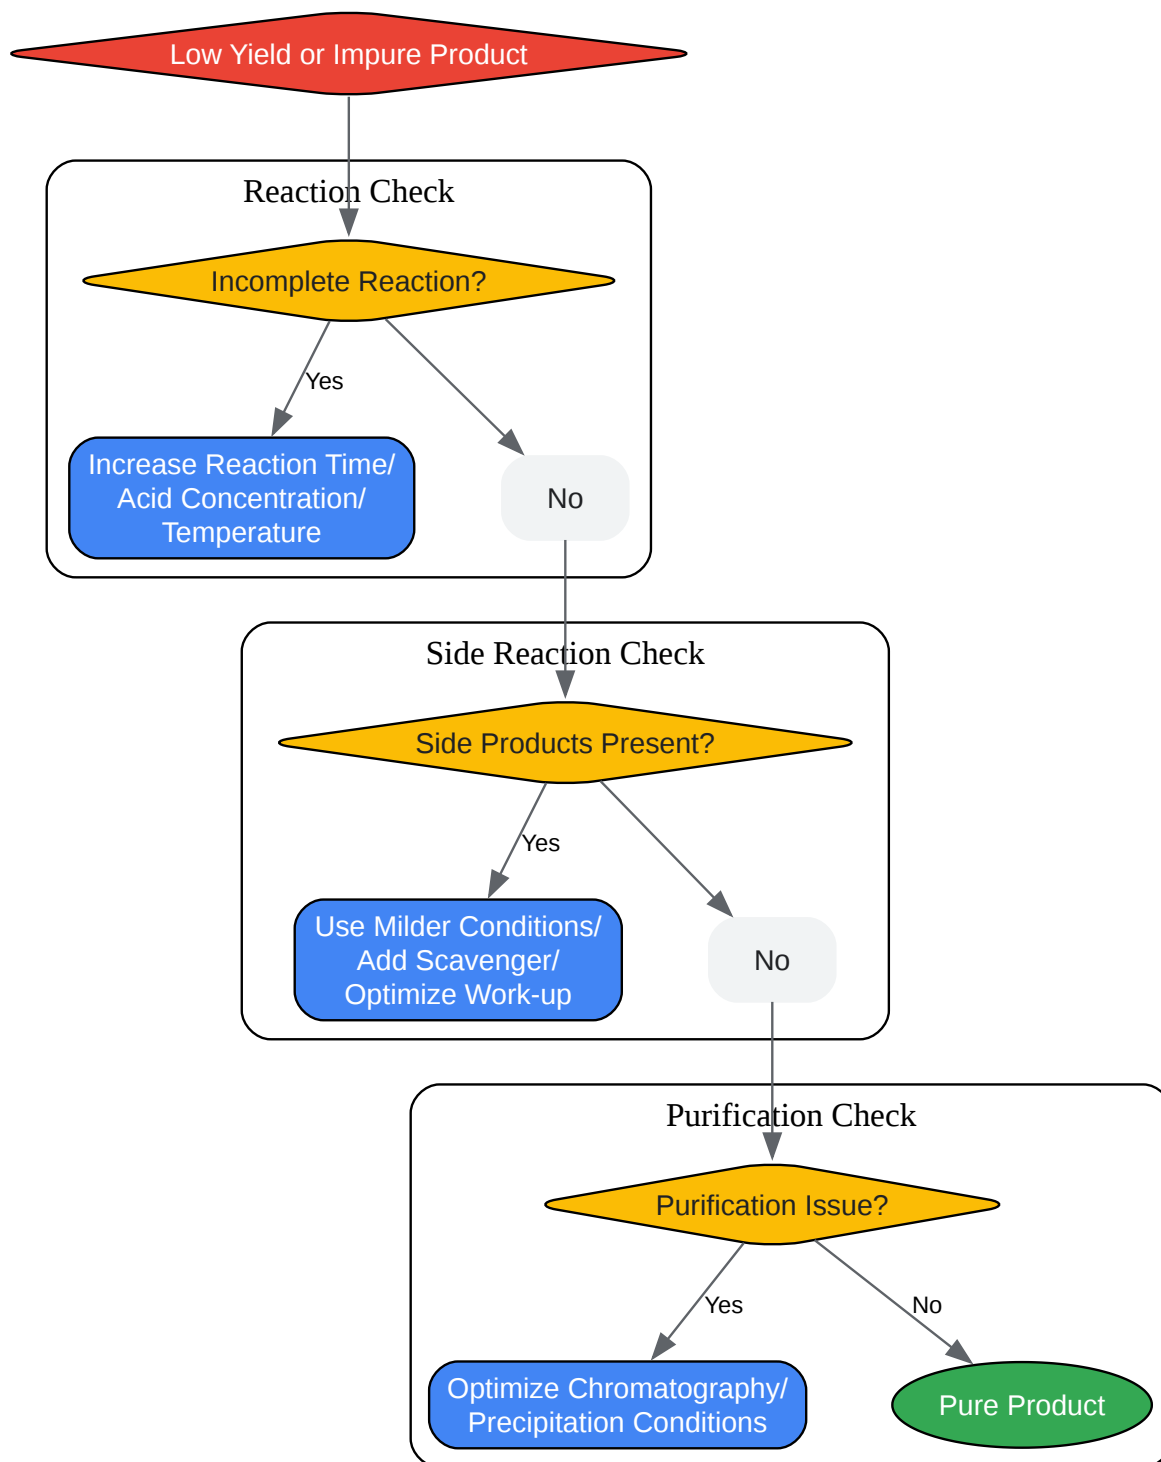 Low Yield or Impure Product
Reaction Check
Incomplete Reaction?
Yes
Increase Reaction Time/
Acid Concentration/
Temperature
No
Side Reaction Check
Side Products Present?
Yes
Use Milder Conditions/
Add Scavenger/
Optimize Work-up
No
Purification Check
Purification Issue?
Yes
No
Optimize Chromatography/
Precipitation Conditions
Pure Product